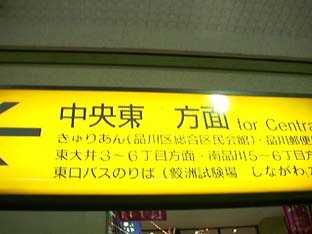 中央東 方面 for Centra
きゅりあん(品川区総合区民会館)・品川郵便
東大井3～6丁目方面・南品川5～6丁目方
東口バスのりば(鮫洲試験場 しながわ水